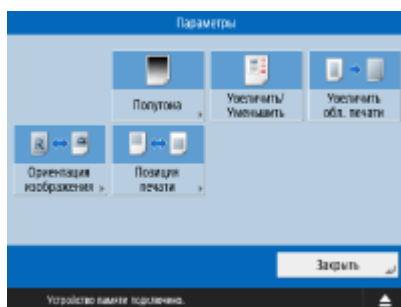 Параметры
Полутона
Увеличить/
Уменьшить
Увеличить
обл. печати
Ориентация
изображения
Позиция
печати
Закрыть
Устройство памяти подключено.